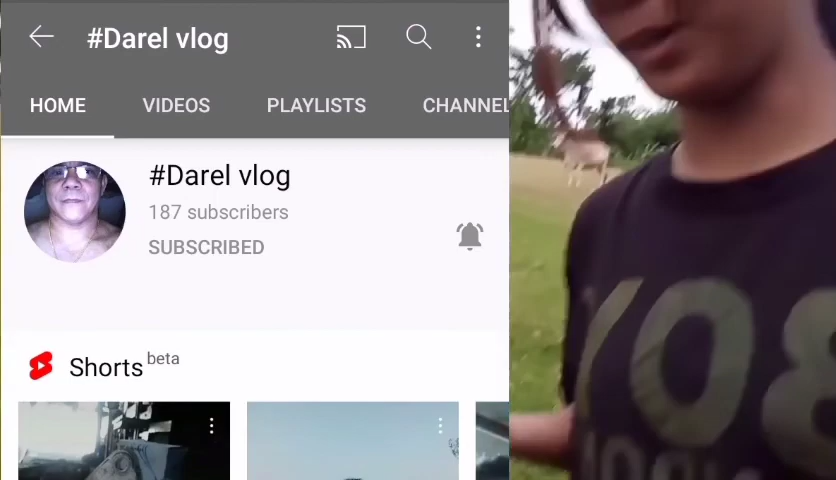 #Darel vlog
HOME VIDEOS PLAYLISTS CHANNEL
#Darel vlog
187 subscribers
SUBSCRIBED
Shorts beta